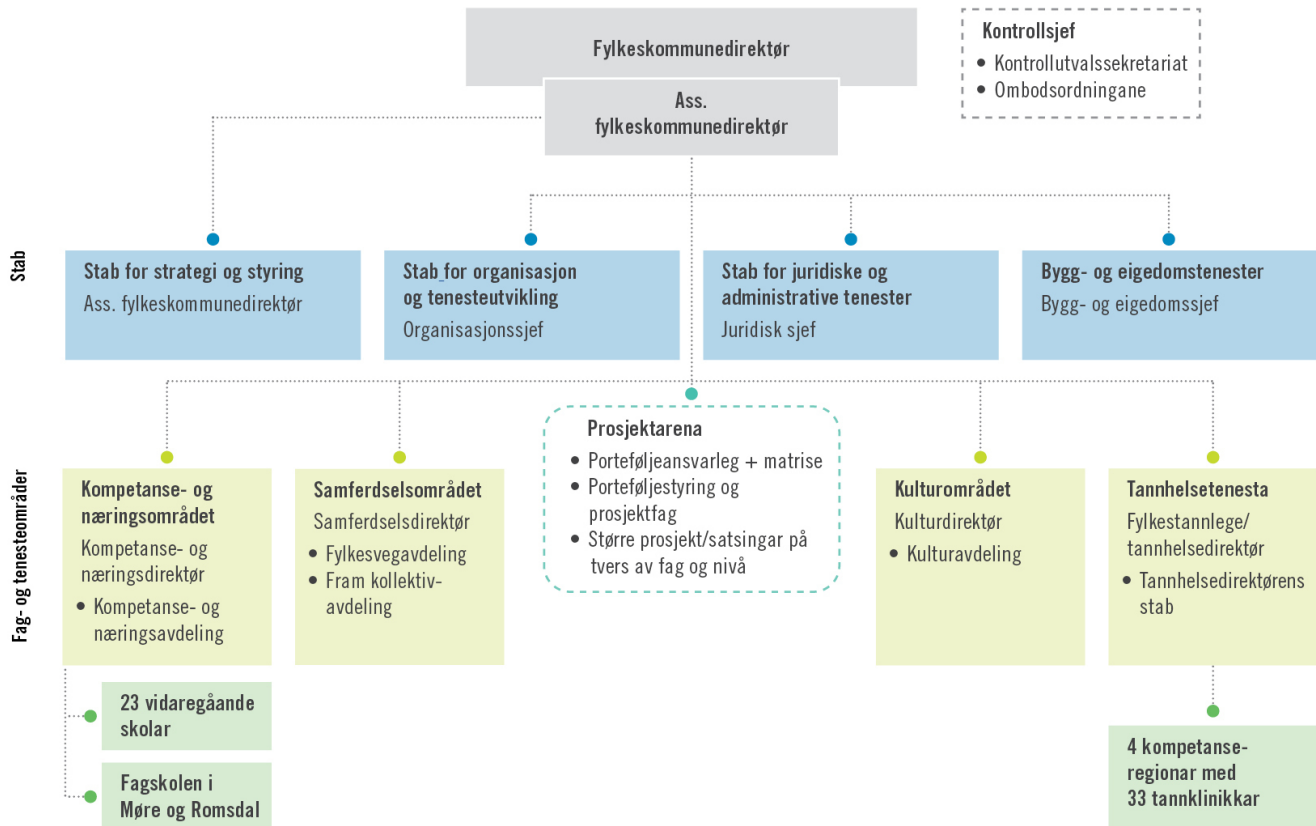 Fylkeskommunedirektør
Ass.
fylkeskommunedirektør
Kontrollsjef
• Kontrollutvalssekretariat
• Ombodsordningane
Stab
Stab for strategi og styring
Ass. fylkeskommunedirektør
Stab for organisasjon
og tenesteutvikling
Organisasjonssjef
Stab for juridiske og
administrative tenester
Juridisk sjef
Bygg- og eigedomstenester
Bygg- og eigedomssjef
Fag- og tenesteområder
Kompetanse- og
næringsområdet
Kompetanse- og
næringsdirektør
• Kompetanse- og
næringsavdeling
Samferdselsområdet
Samferdselsdirektør
• Fylkesvegavdeling
• Fram kollektiv-
avdeling
Prosjektarena
• Porteføljeansvarleg + matrise
• Porteføljestyring og
prosjektfag
• Større prosjekt/satsingar på
tvers av fag og nivå
Kulturområdet
Kulturdirektør
• Kulturavdeling
Tannhelsetenesta
Fylkestannlege/
tannhelsedirektør
• Tannhelsedirektørens
stab
23 vidaregåande
skolar
Fagskolen i
Møre og Romsdal
4 kompetanse-
regionar med
33 tannklinikkar